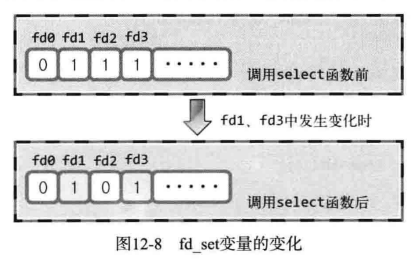 fd0 fd1 fd2 fd3
0 1 1 1 ·····
调用select函数前
fd1、fd3中发生变化时
fd0 fd1 fd2 fd3
0 1 0 1 ·····
调用select函数后
图12-8 fd_set变量的变化